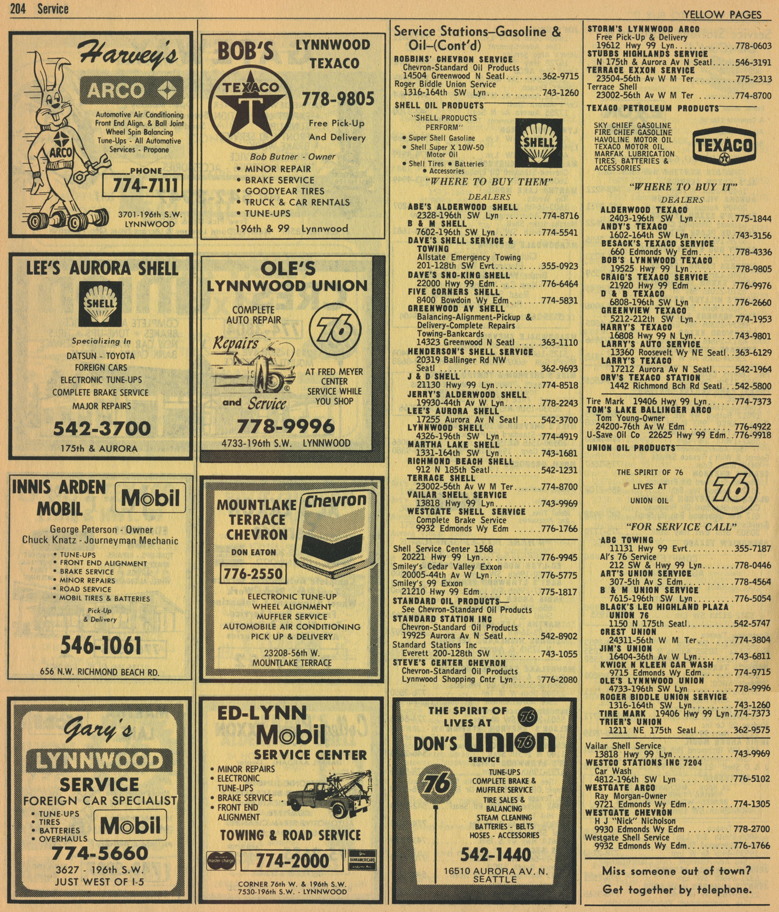 204 Service
YELLOW PAGES
Harvey's
ARCO
Automotive Air Conditioning
Front End Align. & Ball Joint
Wheel Spin Balancing
Tune-Ups - All Automotive
Services - Propane
ARCO
PHONE
774-7111
3701-196th S.W.
LYNNWOOD
BOB'S
LYNNWOOD
TEXACO
TEXACO
T
778-9805
Free Pick-Up
And Delivery
Bob Butner - Owner
• MINOR REPAIR
• BRAKE SERVICE
• GOODYEAR TIRES
• TRUCK & CAR RENTALS
• TUNE-UPS
196th & 99 Lynnwood
LEE'S AURORA SHELL
SHELL
Specializing In
DATSUN - TOYOTA
FOREIGN CARS
ELECTRONIC TUNE-UPS
COMPLETE BRAKE SERVICE
MAJOR REPAIRS
542-3700
175th & AURORA
OLE'S
LYNNWOOD UNION
COMPLETE
AUTO REPAIR
76
Repairs
and Service
AT FRED MEYER
CENTER
SERVICE WHILE
YOU SHOP
778-9996
4733-196th S.W. LYNNWOOD
INNIS ARDEN
MOBIL
Mobil
George Peterson - Owner
Chuck Knatz - Journeyman Mechanic
• TUNE-UPS
• FRONT END ALIGNMENT
• BRAKE SERVICE
• MINOR REPAIRS
• ROAD SERVICE
• MOBIL TIRES & BATTERIES
Pick-Up
& Delivery
546-1061
656 N.W. RICHMOND BEACH RD.
MOUNTLAKE
TERRACE
CHEVRON
Chevron
DON EATON
776-2550
ELECTRONIC TUNE-UP
WHEEL ALIGNMENT
MUFFLER SERVICE
AUTOMOBILE AIR CONDITIONING
PICK UP & DELIVERY
23208-56th W.
MOUNTLAKE TERRACE
Gary's
LYNNWOOD
SERVICE
FOREIGN CAR SPECIALIST
• TUNE-UPS
• TIRES
• BATTERIES
• OVERHAULS
Mobil
774-5660
3627 - 196th S.W.
JUST WEST OF I-5
ED-LYNN
Mobil
SERVICE CENTER
• MINOR REPAIRS
• ELECTRONIC
TUNE-UPS
• BRAKE SERVICE
• FRONT END
ALIGNMENT
TOWING & ROAD SERVICE
774-2000
CORNER 76th W. & 196th S.W.
7530-196th S.W. - LYNNWOOD
Service Stations-Gasoline &
Oil-(Cont'd)
ROBBINS' CHEVRON SERVICE
Chevron-Standard Oil Products
14504 Greenwood N Seatl....362-9715
Roger Biddle Union Service
1316-164th SW Lyn........743-1260
SHELL OIL PRODUCTS
"SHELL PRODUCTS
PERFORM"
• Super Shell Gasoline
• Shell Super X 10W-50
Motor Oil
• Shell Tires • Batteries
• Accessories
SHELL
"WHERE TO BUY THEM"
DEALERS
ABE'S ALDERWOOD SHELL
2328-196th SW Lyn........774-8716
B & M SHELL
7602-196th SW Lyn........774-5541
DAVE'S SHELL SERVICE &
TOWING
Allstate Emergency Towing
201-128th SW Evrt........355-0923
DAVE'S SNO-KING SHELL
22000 Hwy 99 Edm........776-6464
FIVE CORNERS SHELL
8400 Bowdoin Wy Edm......774-5831
GREENWOOD AV SHELL
Balancing-Alignment-Pickup &
Delivery-Complete Repairs
Towing-Bankcards
14323 Greenwood N Seatl....363-1110
HENDERSON'S SHELL SERVICE
20319 Ballinger Rd NW
Seatl..................362-9693
J & D SHELL
21130 Hwy 99 Lyn........774-8518
JERRY'S ALDERWOOD SHELL
19930-44th Av W Lyn.......778-2243
LEE'S AURORA SHELL
17255 Aurora Av N Seatl....542-3700
LYNNWOOD SHELL
4326-196th SW Lyn........774-4919
MARTHA LAKE SHELL
1331-164th SW Lyn........743-1681
RICHMOND BEACH SHELL
912 N 185th Seatl.........542-1231
TERRACE SHELL
23002-56th Av W M Ter......774-8700
VAILAR SHELL SERVICE
13818 Hwy 99 Lyn........743-9969
WESTGATE SHELL SERVICE
Complete Brake Service
9932 Edmonds Wy Edm......776-1766
Shell Service Center 1568
20221 Hwy 99 Lyn........776-9945
Smiley's Cedar Valley Exxon
20005-44th Av W Lyn.......776-5775
Smiley's 99 Exxon
21210 Hwy 99 Edm........775-1817
STANDARD OIL PRODUCTS—
See Chevron-Standard Oil Products
STANDARD STATION INC
Chevron-Standard Oil Products
19925 Aurora Av N Seatl....542-8902
Standard Stations Inc
Everett 200-128th SW......743-1055
STEVE'S CENTER CHEVRON
Chevron-Standard Oil Products
Lynnwood Shopping Cntr Lyn....776-2080
THE SPIRIT OF
LIVES AT
76
DON'S union 76
SERVICE
76
TUNE-UPS
COMPLETE BRAKE &
MUFFLER SERVICE
TIRE SALES &
BALANCING
STEAM CLEANING
BATTERIES - BELTS
HOSES - ACCESSORIES
542-1440
16510 AURORA AV. N.
SEATTLE
STORM'S LYNNWOOD ARCO
Free Pick-Up & Delivery
19612 Hwy 99 Lyn........778-0603
STUBBS HIGHLANDS SERVICE
N 175th & Aurora Av N Seatl..546-3191
TERRACE EXXON SERVICE
23504-56th Av W M Ter......775-2313
Terrace Shell
23002-56th Av W M Ter......774-8700
TEXACO PETROLEUM PRODUCTS
SKY CHIEF GASOLINE
FIRE CHIEF GASOLINE
HAVOLINE MOTOR OIL
TEXACO MOTOR OIL
MARFAK LUBRICATION
TIRES, BATTERIES &
ACCESSORIES
TEXACO
"WHERE TO BUY IT"
DEALERS
ALDERWOOD TEXACO
2403-196th SW Lyn........775-1844
ANDY'S TEXACO
1602-164th SW Lyn........743-3156
BESACK'S TEXACO SERVICE
660 Edmonds Wy Edm......778-4336
BOB'S LYNNWOOD TEXACO
19525 Hwy 99 Lyn........778-9805
CRAIG'S TEXACO SERVICE
21920 Hwy 99 Edm........776-9976
D & B TEXACO
6808-196th SW Lyn........776-2660
GREENVIEW TEXACO
5212-212th SW Lyn........774-1953
HARRY'S TEXACO
16808 Hwy 99 N Lyn......743-9801
LARRY'S AUTO SERVICE
13360 Roosevelt Wy NE Seatl..363-6129
LARRY'S TEXACO
17212 Aurora Av N Seatl....542-1964
ORV'S TEXACO STATION
1442 Richmond Bch Rd Seatl..542-5800
Tire Mark 19406 Hwy 99 Lyn....774-7373
TOM'S LAKE BALLINGER ARCO
Tom Young-Owner
24200-76th Av W Edm......776-4922
U-Save Oil Co 22625 Hwy 99 Edm..776-9918
UNION OIL PRODUCTS
THE SPIRIT OF 76
LIVES AT
UNION OIL
76
"FOR SERVICE CALL"
ABC TOWING
11131 Hwy 99 Evrt........355-7187
Al's 76 Service
212 SW & Hwy 99 Lyn......778-0446
ART'S UNION SERVICE
307-5th Av S Edm........778-4564
B & M UNION SERVICE
7615-196th SW Lyn........776-5054
BLACK'S LEO HIGHLAND PLAZA
UNION 76
1150 N 175th Seatl........542-5747
CREST UNION
24311-56th W M Ter......774-3804
JIM'S UNION
16404-36th Av W Lyn......743-6811
KWICK N KLEEN CAR WASH
9715 Edmonds Wy Edm......774-9715
OLE'S LYNNWOOD UNION
4733-196th SW Lyn........778-9996
ROGER BIDDLE UNION SERVICE
1316-164th SW Lyn........743-1260
TIRE MARK 19406 Hwy 99 Lyn.774-7373
TRIER'S UNION
1211 NE 175th Seatl......362-9575
Vailar Shell Service
13818 Hwy 99 Lyn........743-9969
WESTCO STATIONS INC 7204
Car Wash
4812-196th SW Lyn........776-5102
WESTGATE ARCO
Ray Morgan-Owner
9721 Edmonds Wy Edm......774-1305
WESTGATE CHEVRON
H J "Nick" Nicholson
9930 Edmonds Wy Edm......778-2700
Westgate Shell Service
9932 Edmonds Wy Edm......776-1766
Miss someone out of town?
Get together by telephone.